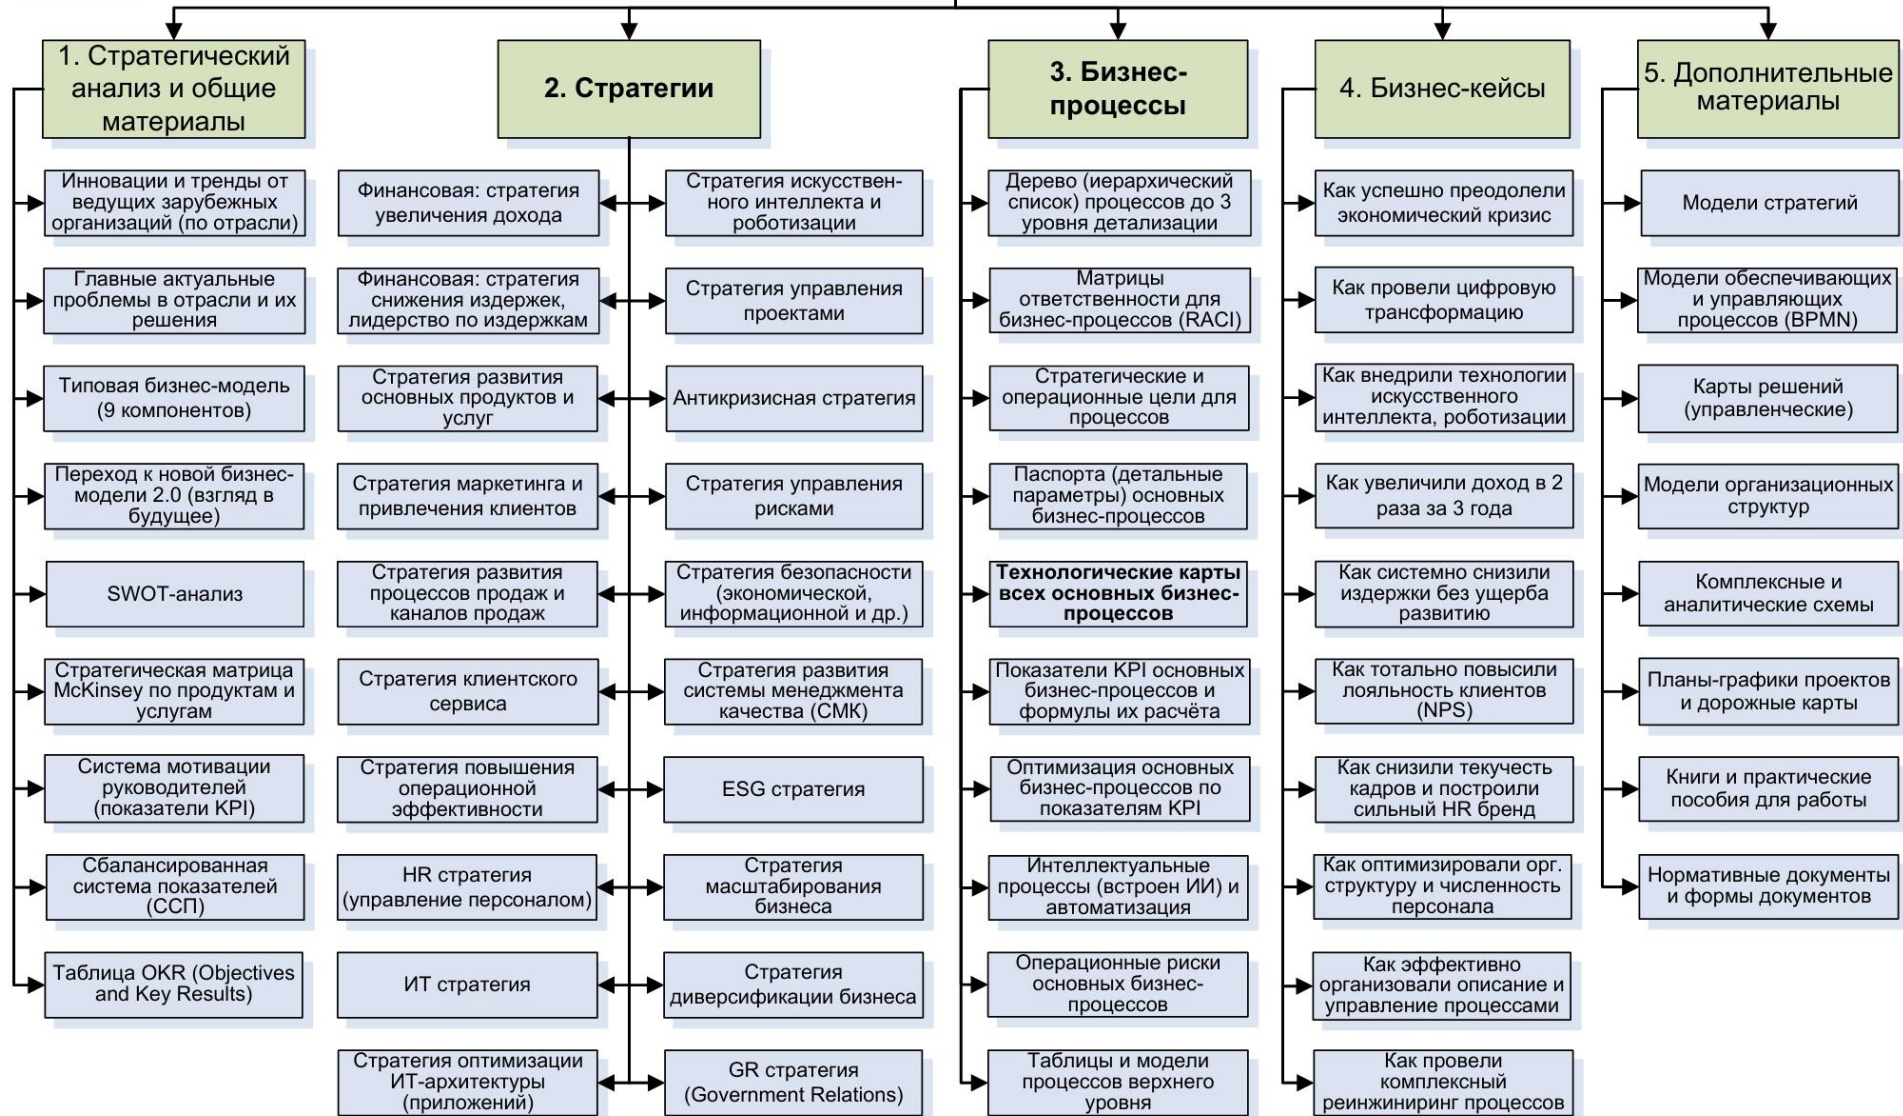 1. Стратегический
анализ и общие
материалы
Инновации и тренды от
ведущих зарубежных
организаций (по отрасли)
Главные актуальные
проблемы в отрасли и их
решения
Типовая бизнес-модель
(9 компонентов)
Переход к новой бизнес-
модели 2.0 (взгляд в
будущее)
SWOT-анализ
Стратегическая матрица
McKinsey по продуктам и
услугам
Система мотивации
руководителей
(показатели KPI)
Сбалансированная
система показателей
(ССП)
Таблица OKR (Objectives
and Key Results)
2. Стратегии
Финансовая: стратегия
увеличения дохода
Финансовая: стратегия
снижения издержек,
лидерство по издержкам
Стратегия развития
основных продуктов и
услуг
Стратегия маркетинга и
привлечения клиентов
Стратегия развития
процессов продаж и
каналов продаж
Стратегия клиентского
сервиса
Стратегия повышения
операционной
эффективности
HR стратегия
(управление персоналом)
ИТ стратегия
Стратегия оптимизации
ИТ-архитектуры
(приложений)
Стратегия искусствен-
ного интеллекта и
роботизации
Стратегия управления
проектами
Антикризисная стратегия
Стратегия управления
рисками
Стратегия безопасности
(экономической,
информационной и др.)
Стратегия развития
системы менеджмента
качества (СМК)
ESG стратегия
Стратегия
масштабирования
бизнеса
Стратегия
диверсификации бизнеса
GR стратегия
(Government Relations)
3. Бизнес-
процессы
Дерево (иерархический
список) процессов до 3
уровня детализации
Матрицы
ответственности для
бизнес-процессов (RACI)
Стратегические и
операционные цели для
процессов
Паспорта (детальные
параметры) основных
бизнес-процессов
Технологические карты
всех основных бизнес-
процессов
Показатели KPI основных
бизнес-процессов и
формулы их расчёта
Оптимизация основных
бизнес-процессов по
показателям KPI
Интеллектуальные
процессы (встроен ИИ) и
автоматизация
Операционные риски
основных бизнес-
процессов
Таблицы и модели
процессов верхнего
уровня
4. Бизнес-кейсы
Как успешно преодолели
экономический кризис
Как провели цифровую
трансформацию
Как внедрили технологии
искусственного
интеллекта, роботизации
Как увеличили доход в 2
раза за 3 года
Как системно снизили
издержки без ущерба
развитию
Как тотально повысили
лояльность клиентов
(NPS)
Как снизили текучесть
кадров и построили
сильный HR бренд
Как оптимизировали орг.
структуру и численность
персонала
Как эффективно
организовали описание и
управление процессами
Как провели
комплексный
реинжиниринг процессов
5. Дополнительные
материалы
Модели стратегий
Модели обеспечивающих
и управляющих
процессов (BPMN)
Карты решений
(управленческие)
Модели организационных
структур
Комплексные и
аналитические схемы
Планы-графики проектов
и дорожные карты
Книги и практические
пособия для работы
Нормативные документы
и формы документов